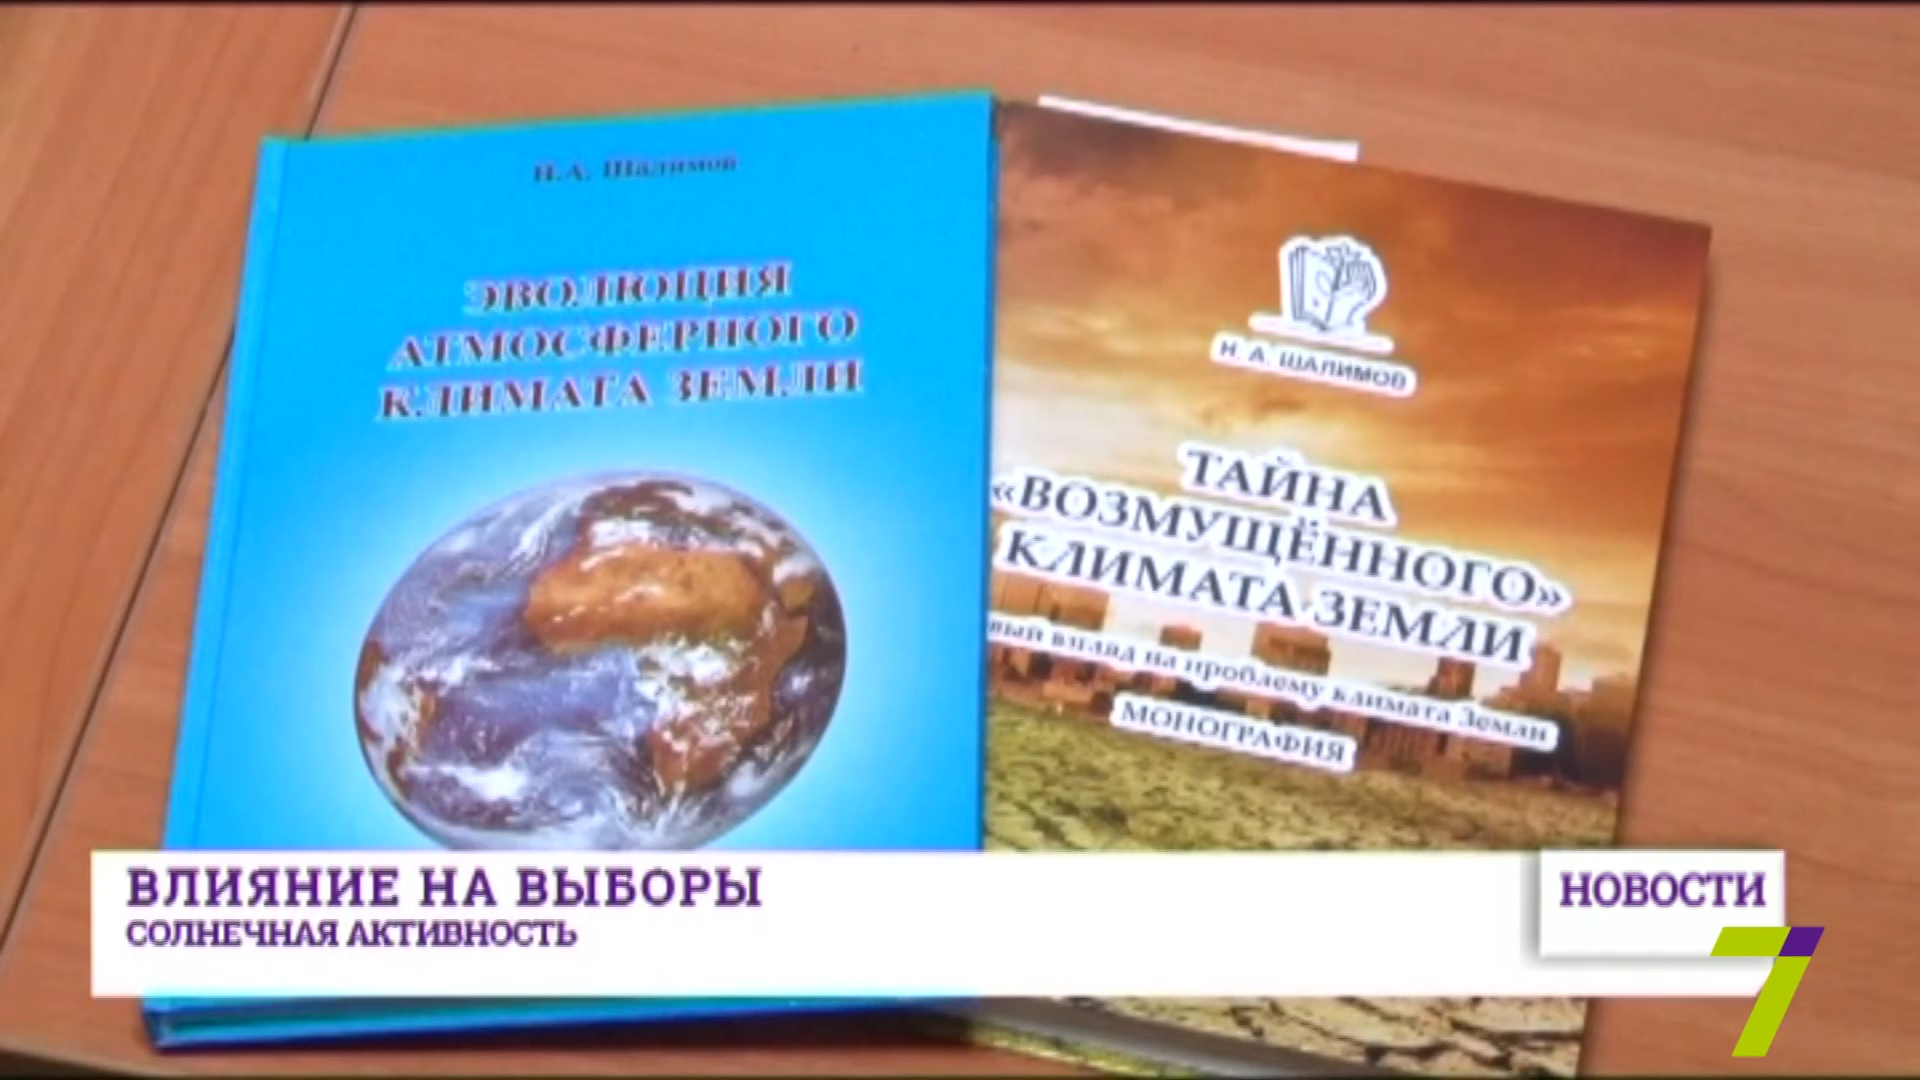 Н.А. Шалимов
ЭВОЛЮЦИЯ
АТМОСФЕРНОГО
КЛИМАТА ЗЕМЛИ
Н. А. ШАЛИМОВ
ТАЙНА
«ВОЗМУЩЁННОГО»
КЛИМАТА ЗЕМЛИ
взгляд на проблему климата Земли
МОНОГРАФИЯ
ВЛИЯНИЕ НА ВЫБОРЫ
СОЛНЕЧНАЯ АКТИВНОСТЬ
НОВОСТИ
7